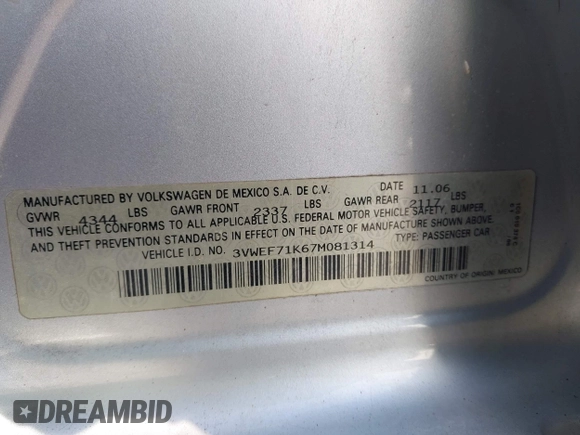 MANUFACTURED BY VOLKSWAGEN DE MEXICO S.A. DE C.V. DATE 11.06
GVWR 4344 LBS GAWR FRONT 2337 LBS GAWR REAR 2117 LBS
THIS VEHICLE CONFORMS TO ALL APPLICABLE U.S. FEDERAL MOTOR VEHICLE SAFETY, BUMPER,
AND THEFT PREVENTION STANDARDS IN EFFECT ON THE DATE OF MANUFACTURE SHOWN ABOVE
VEHICLE I.D. NO. 3VWEF71K67M081314 TYPE: PASSENGER CAR
COUNTRY OF ORIGIN: MEXICO
DREAMBID